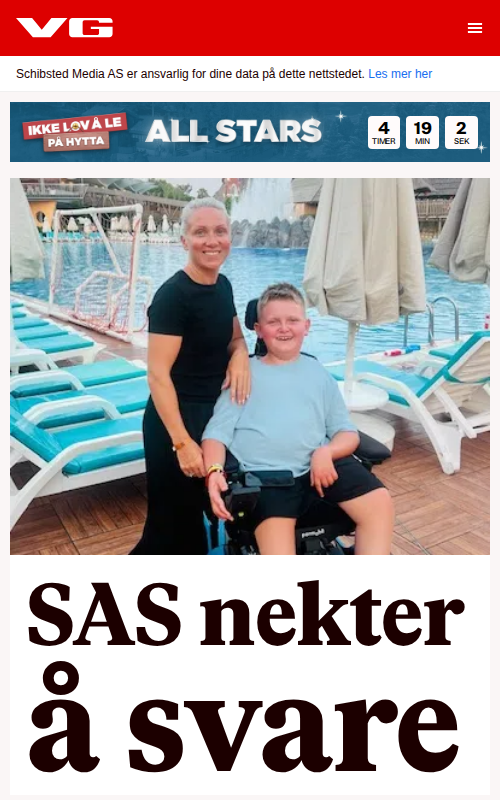 VG
Schibsted Media AS er ansvarlig for dine data på dette nettstedet. Les mer her
IKKE LOV Å LE
PÅ HYTTA
ALL STARS
4
TIMER
19
MIN
2
SEK
SAS nekter
å svare